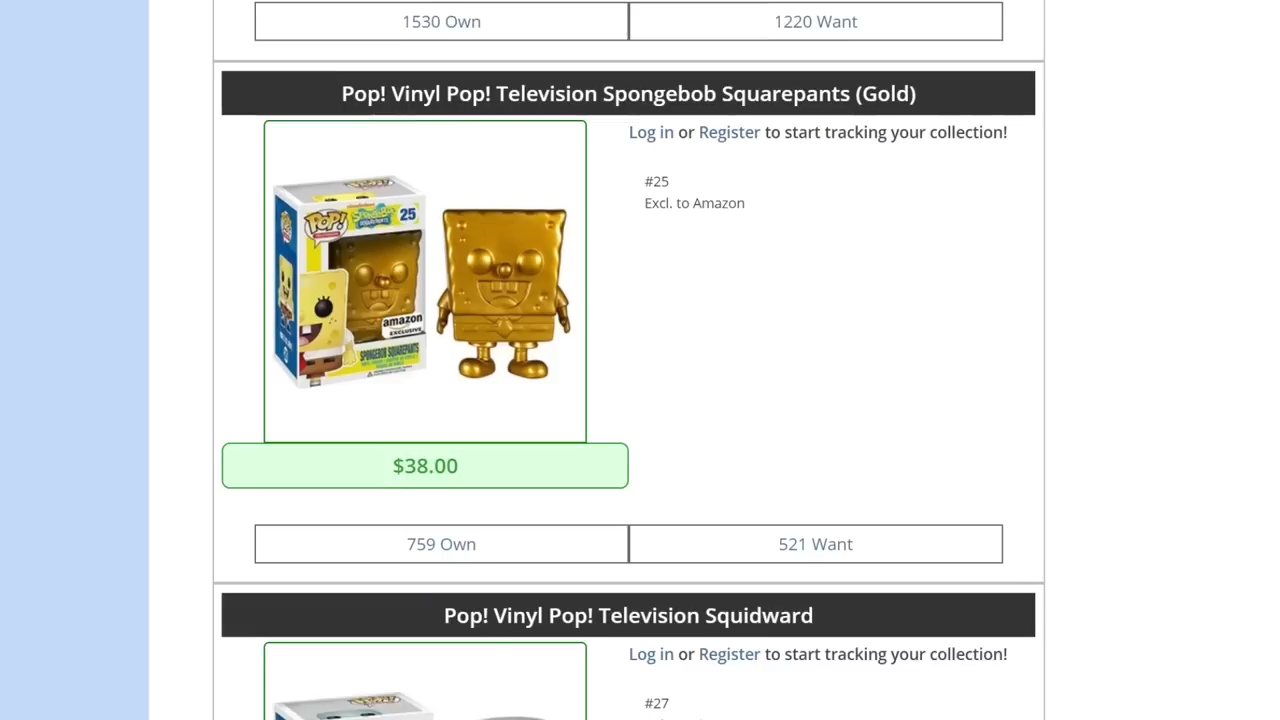 1530 Own
1220 Want
Pop! Vinyl Pop! Television Spongebob Squarepants (Gold)
Log in or Register to start tracking your collection!
#25
Excl. to Amazon
POP!
SQUAREPANTS
25
amazon
EXCLUSIVE
SPONGEBOB SQUAREPANTS
$38.00
759 Own
521 Want
Pop! Vinyl Pop! Television Squidward
Log in or Register to start tracking your collection!
#27